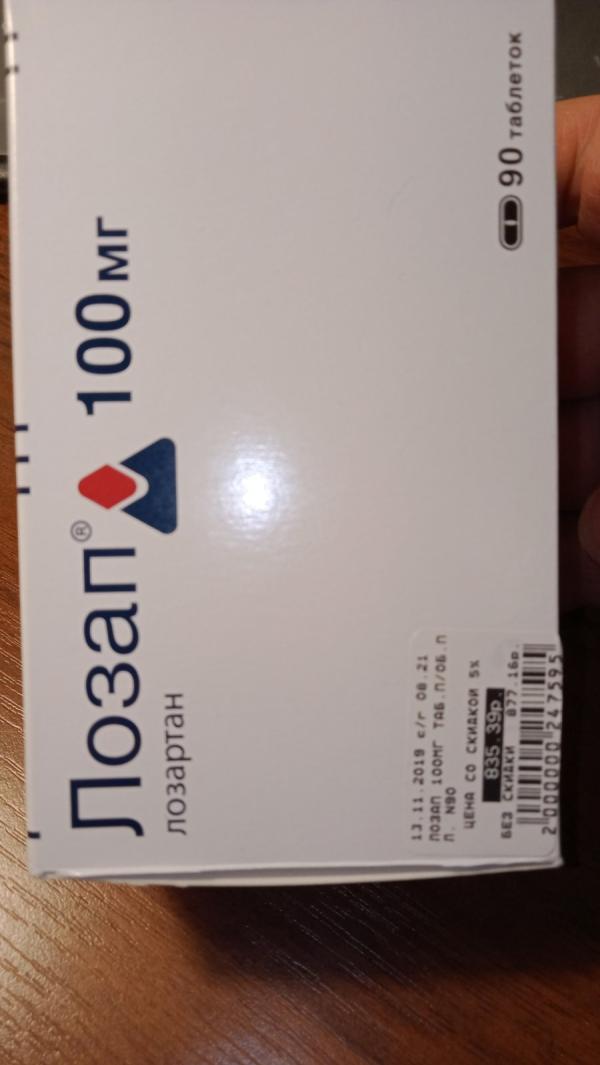 Лозап® 100 мг
лозартан
90 таблеток
13.11.2019 с/г 08.21
ЛОЗАП 100МГ ТАБ.П/ОБ.П
Л. N90
ЦЕНА СО СКИДКОЙ 5%
835.39р.
БЕЗ СКИДКИ 877.16р.
2000000247595